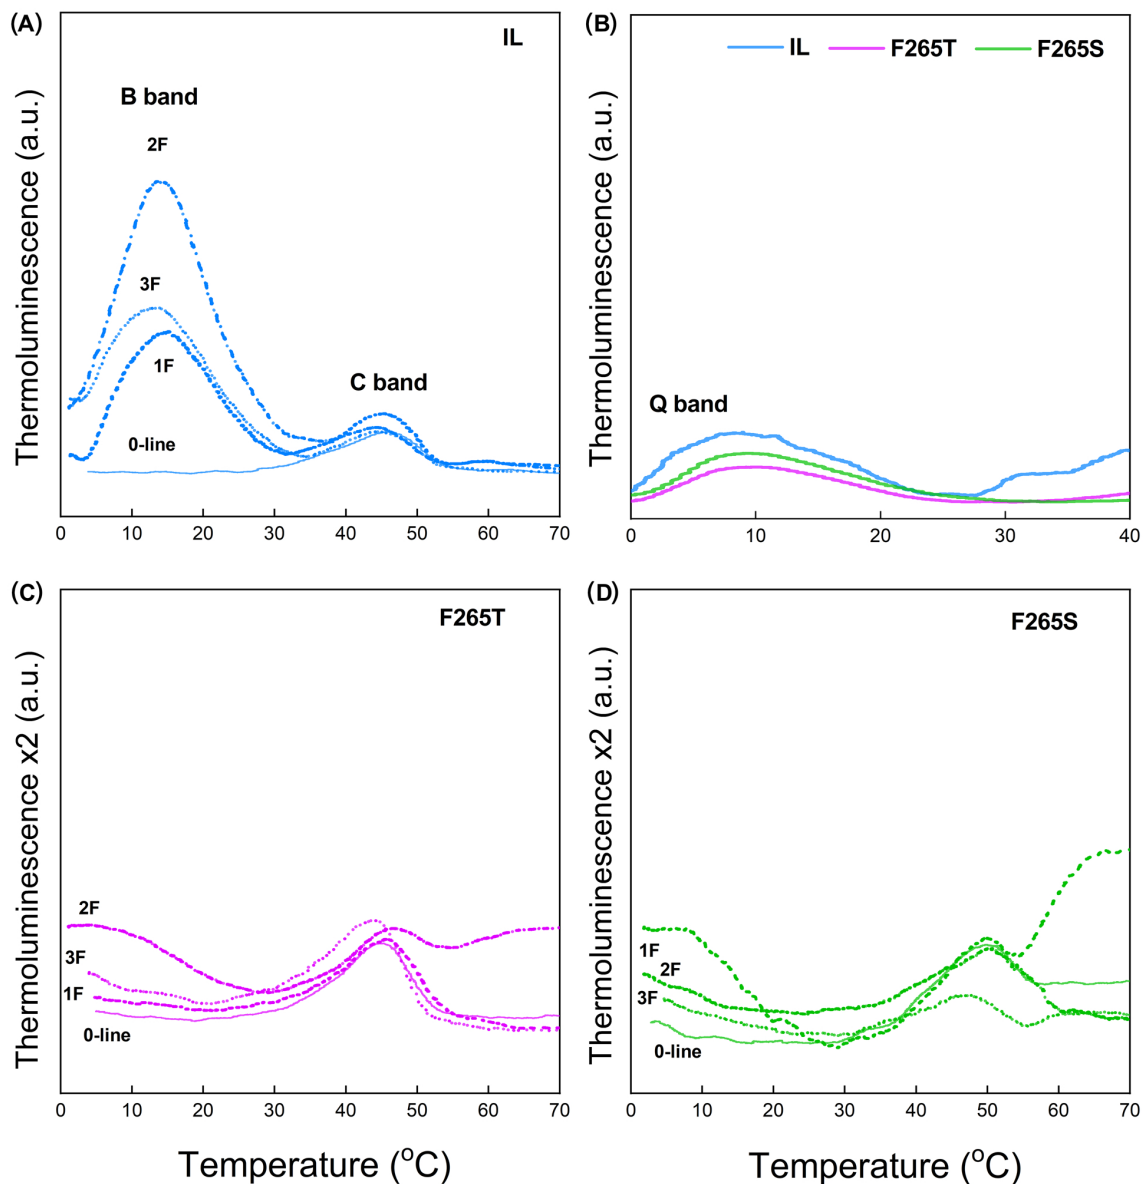 (A)
IL
Thermoluminescence (a.u.)
B band
2F
3F
1F
C band
0-line
0 10 20 30 40 50 60 70
(B)
IL F265T F265S
Thermoluminescence (a.u.)
Q band
0 10 20 30 40
(C)
F265T
Thermoluminescence x2 (a.u.)
2F
3F
1F
0-line
0 10 20 30 40 50 60 70
Temperature (°C)
(D)
F265S
Thermoluminescence x2 (a.u.)
1F
2F
3F
0-line
0 10 20 30 40 50 60 70
Temperature (°C)